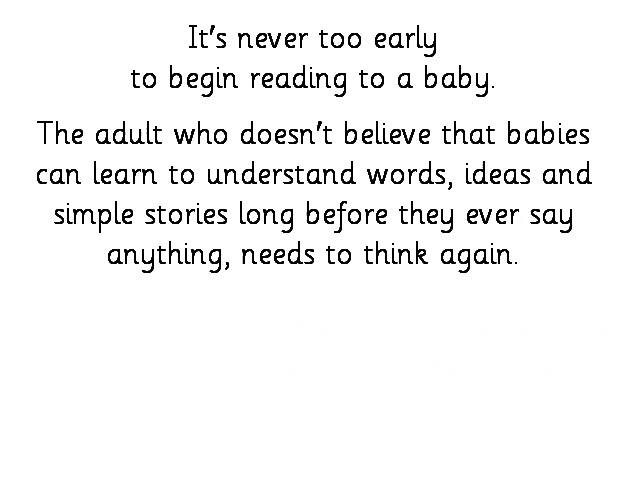 It's never too early
to begin reading to a baby.
The adult who doesn't believe that babies
can learn to understand words, ideas and
simple stories long before they ever say
anything, needs to think again.